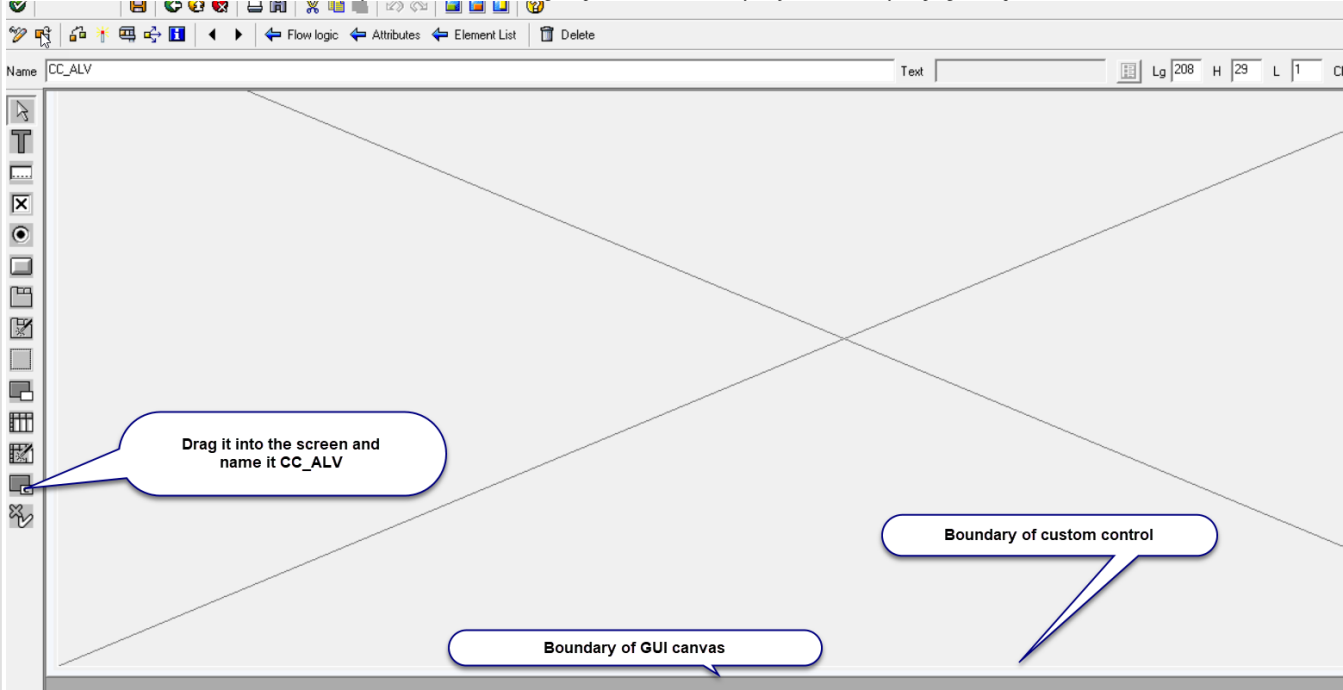 Flow logic Attributes Element List Delete
Name CC_ALV Text Lg 208 H 29 L 1
Drag it into the screen and
name it CC_ALV
Boundary of custom control
Boundary of GUI canvas